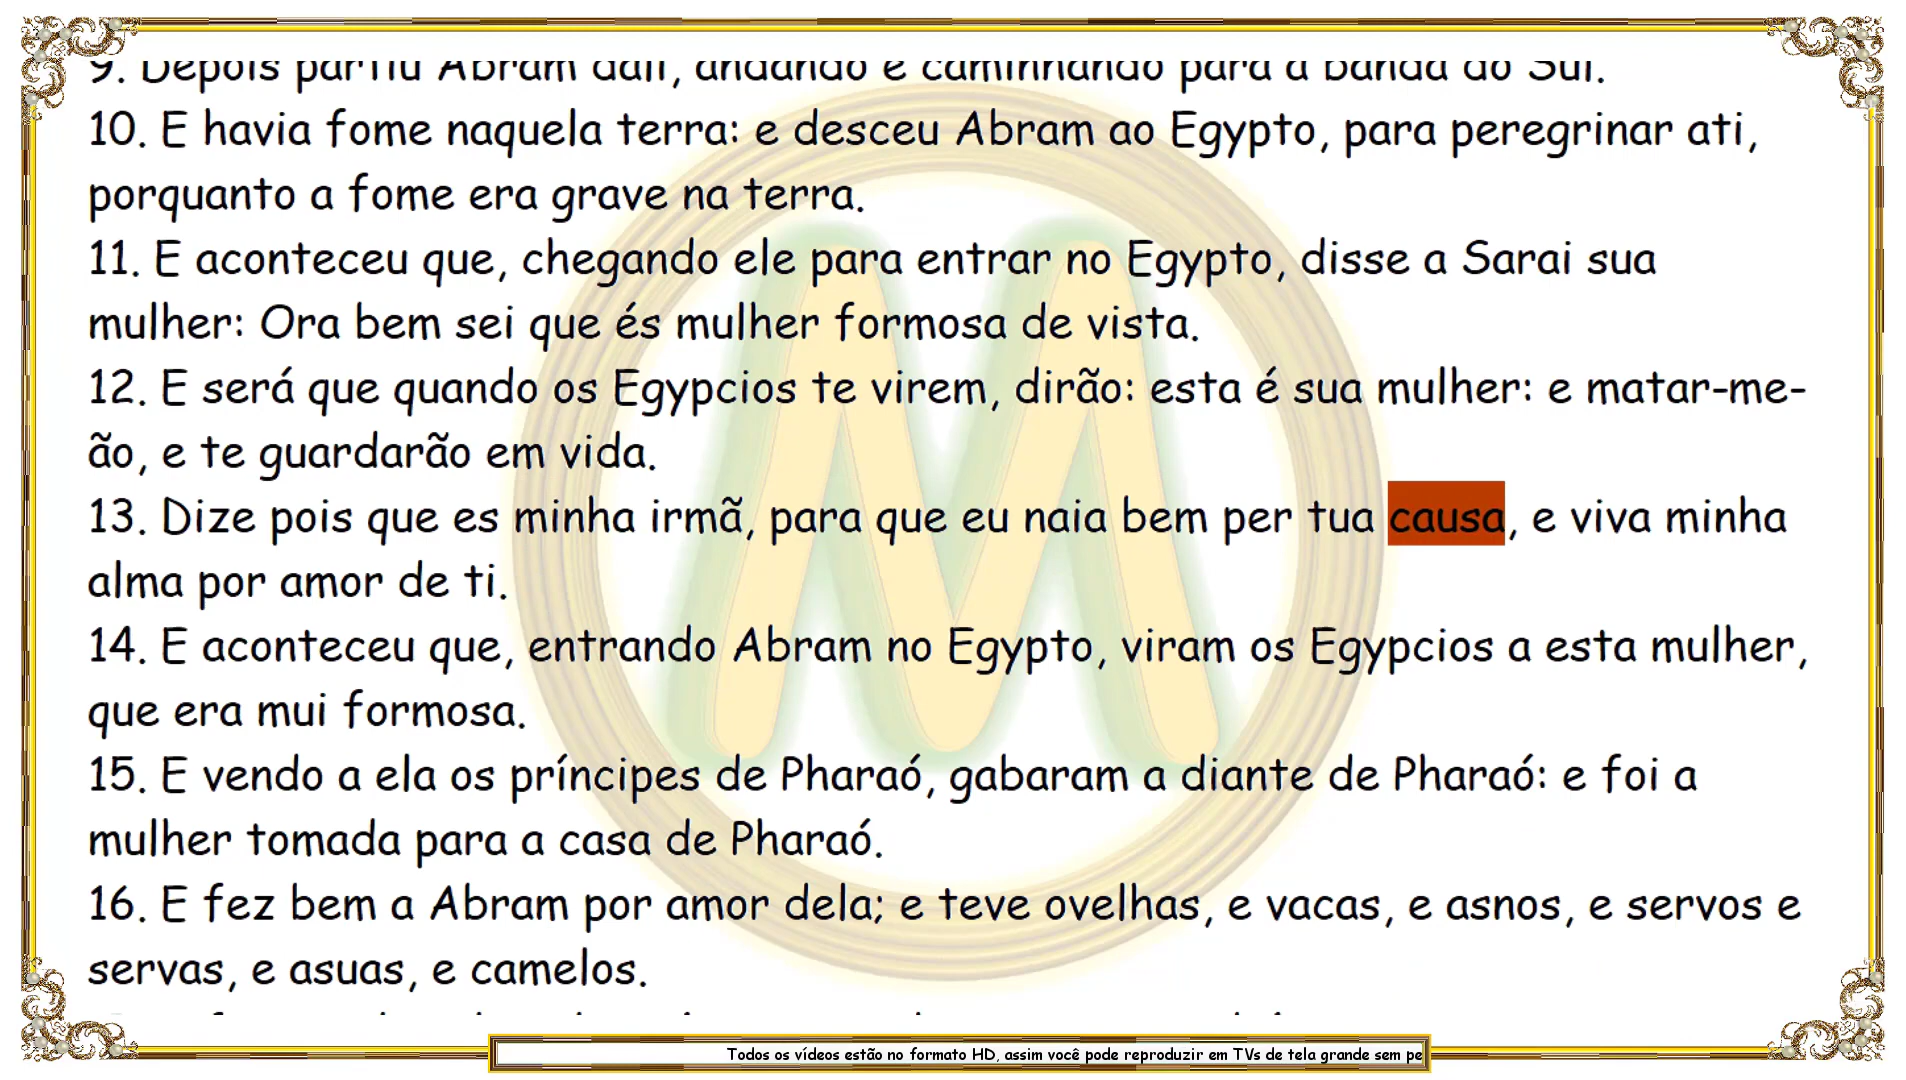 9. Depois partiu Abram dali, andando e caminhando para a banda do Sul.
10. E havia fome naquela terra: e desceu Abram ao Egypto, para peregrinar ati,
porquanto a fome era grave na terra.
11. E aconteceu que, chegando ele para entrar no Egypto, disse a Sarai sua
mulher: Ora bem sei que és mulher formosa de vista.
12. E será que quando os Egypcios te virem, dirão: esta é sua mulher: e matar-me-
ão, e te guardarão em vida.
13. Dize pois que es minha irmã, para que eu naia bem per tua causa, e viva minha
alma por amor de ti.
14. E aconteceu que, entrando Abram no Egypto, viram os Egypcios a esta mulher,
que era mui formosa.
15. E vendo a ela os príncipes de Pharaó, gabaram a diante de Pharaó: e foi a
mulher tomada para a casa de Pharaó.
16. E fez bem a Abram por amor dela; e teve ovelhas, e vacas, e asnos, e servos e
servas, e asuas, e camelos.
Todos os vídeos estão no formato HD, assim você pode reproduzir em TVs de tela grande sem pe